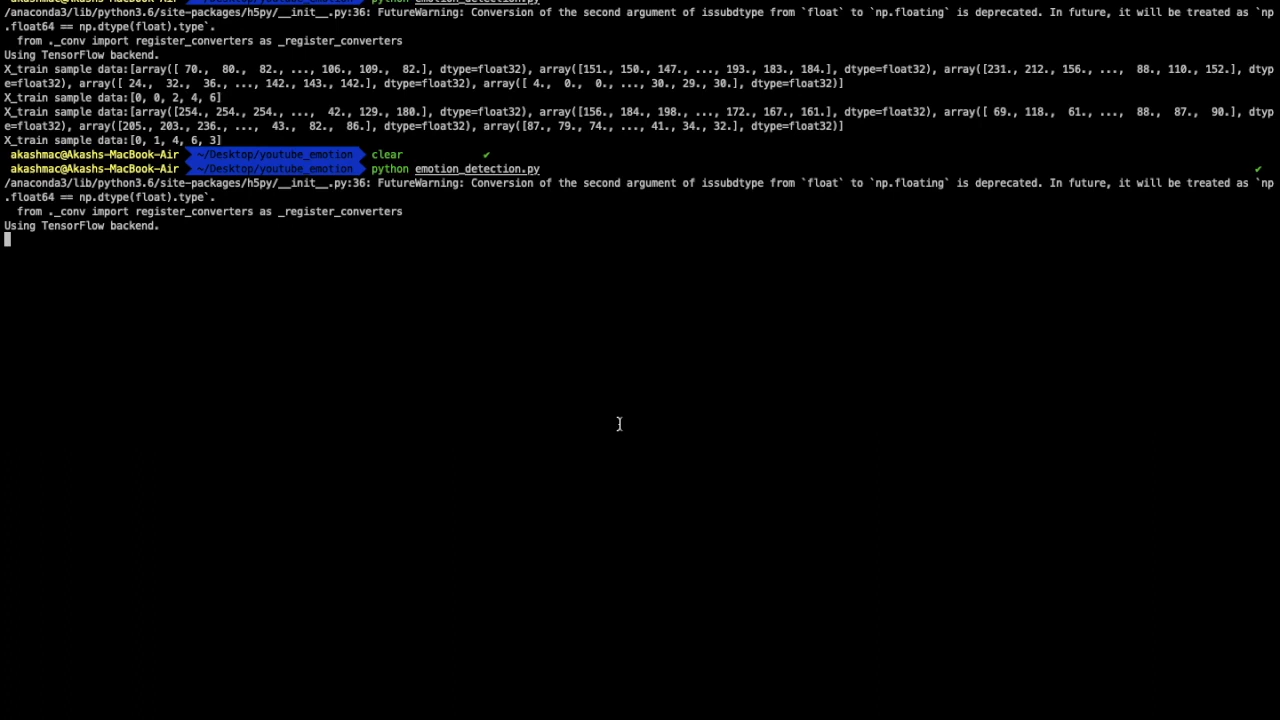 akashmac@Akashs-MacBook-Air ~/Desktop/youtube_emotion python emotion_detection.py
/anaconda3/lib/python3.6/site-packages/h5py/__init__.py:36: FutureWarning: Conversion of the second argument of issubdtype from `float` to `np.floating` is deprecated. In future, it will be treated as `np
.float64 == np.dtype(float).type`.
from ._conv import register_converters as _register_converters
Using TensorFlow backend.
X_train sample data:[array([ 70., 80., 82., ..., 106., 109., 82.], dtype=float32), array([151., 150., 147., ..., 193., 183., 184.], dtype=float32), array([231., 212., 156., ..., 88., 110., 152.], dtyp
e=float32), array([ 24., 32., 36., ..., 142., 143., 142.], dtype=float32), array([ 4., 0., 0., ..., 30., 29., 30.], dtype=float32)]
X_train sample data:[0, 0, 2, 4, 6]
X_train sample data:[array([254., 254., 254., ..., 42., 129., 180.], dtype=float32), array([156., 184., 198., ..., 172., 167., 161.], dtype=float32), array([ 69., 118., 61., ..., 88., 87., 90.], dtyp
e=float32), array([205., 203., 236., ..., 43., 82., 86.], dtype=float32), array([87., 79., 74., ..., 41., 34., 32.], dtype=float32)]
X_train sample data:[0, 1, 4, 6, 3]
akashmac@Akashs-MacBook-Air ~/Desktop/youtube_emotion clear ✔
akashmac@Akashs-MacBook-Air ~/Desktop/youtube_emotion python emotion_detection.py ✔
/anaconda3/lib/python3.6/site-packages/h5py/__init__.py:36: FutureWarning: Conversion of the second argument of issubdtype from `float` to `np.floating` is deprecated. In future, it will be treated as `np
.float64 == np.dtype(float).type`.
from ._conv import register_converters as _register_converters
Using TensorFlow backend.